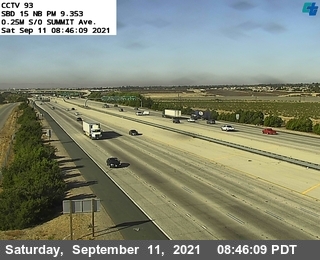 CCTV 93
SBD 15 NB PM 9.353
0.25M S/O SUMMIT Ave.
Sat Sep 11 08:46:09 2021
Saturday, September 11, 2021 08:46:09 PDT